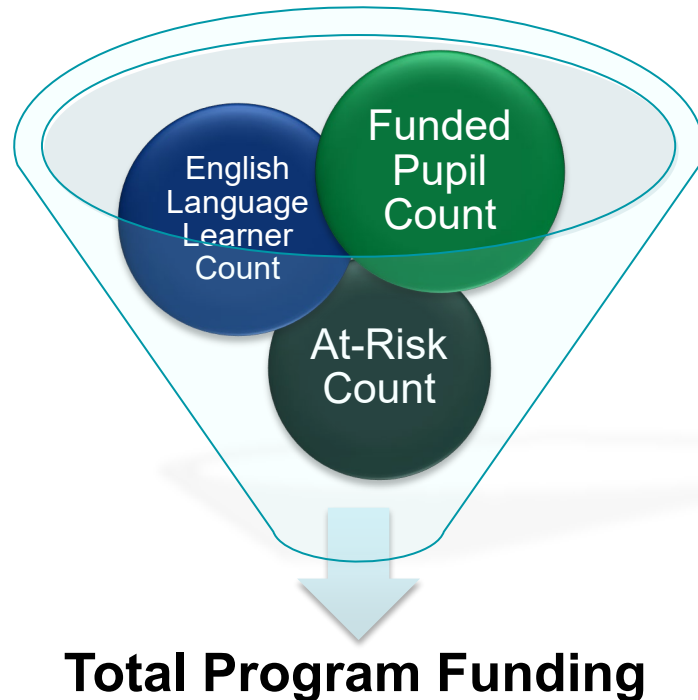 Funded
Pupil
Count
English
Language
Learner
Count
At-Risk
Count
Total Program Funding